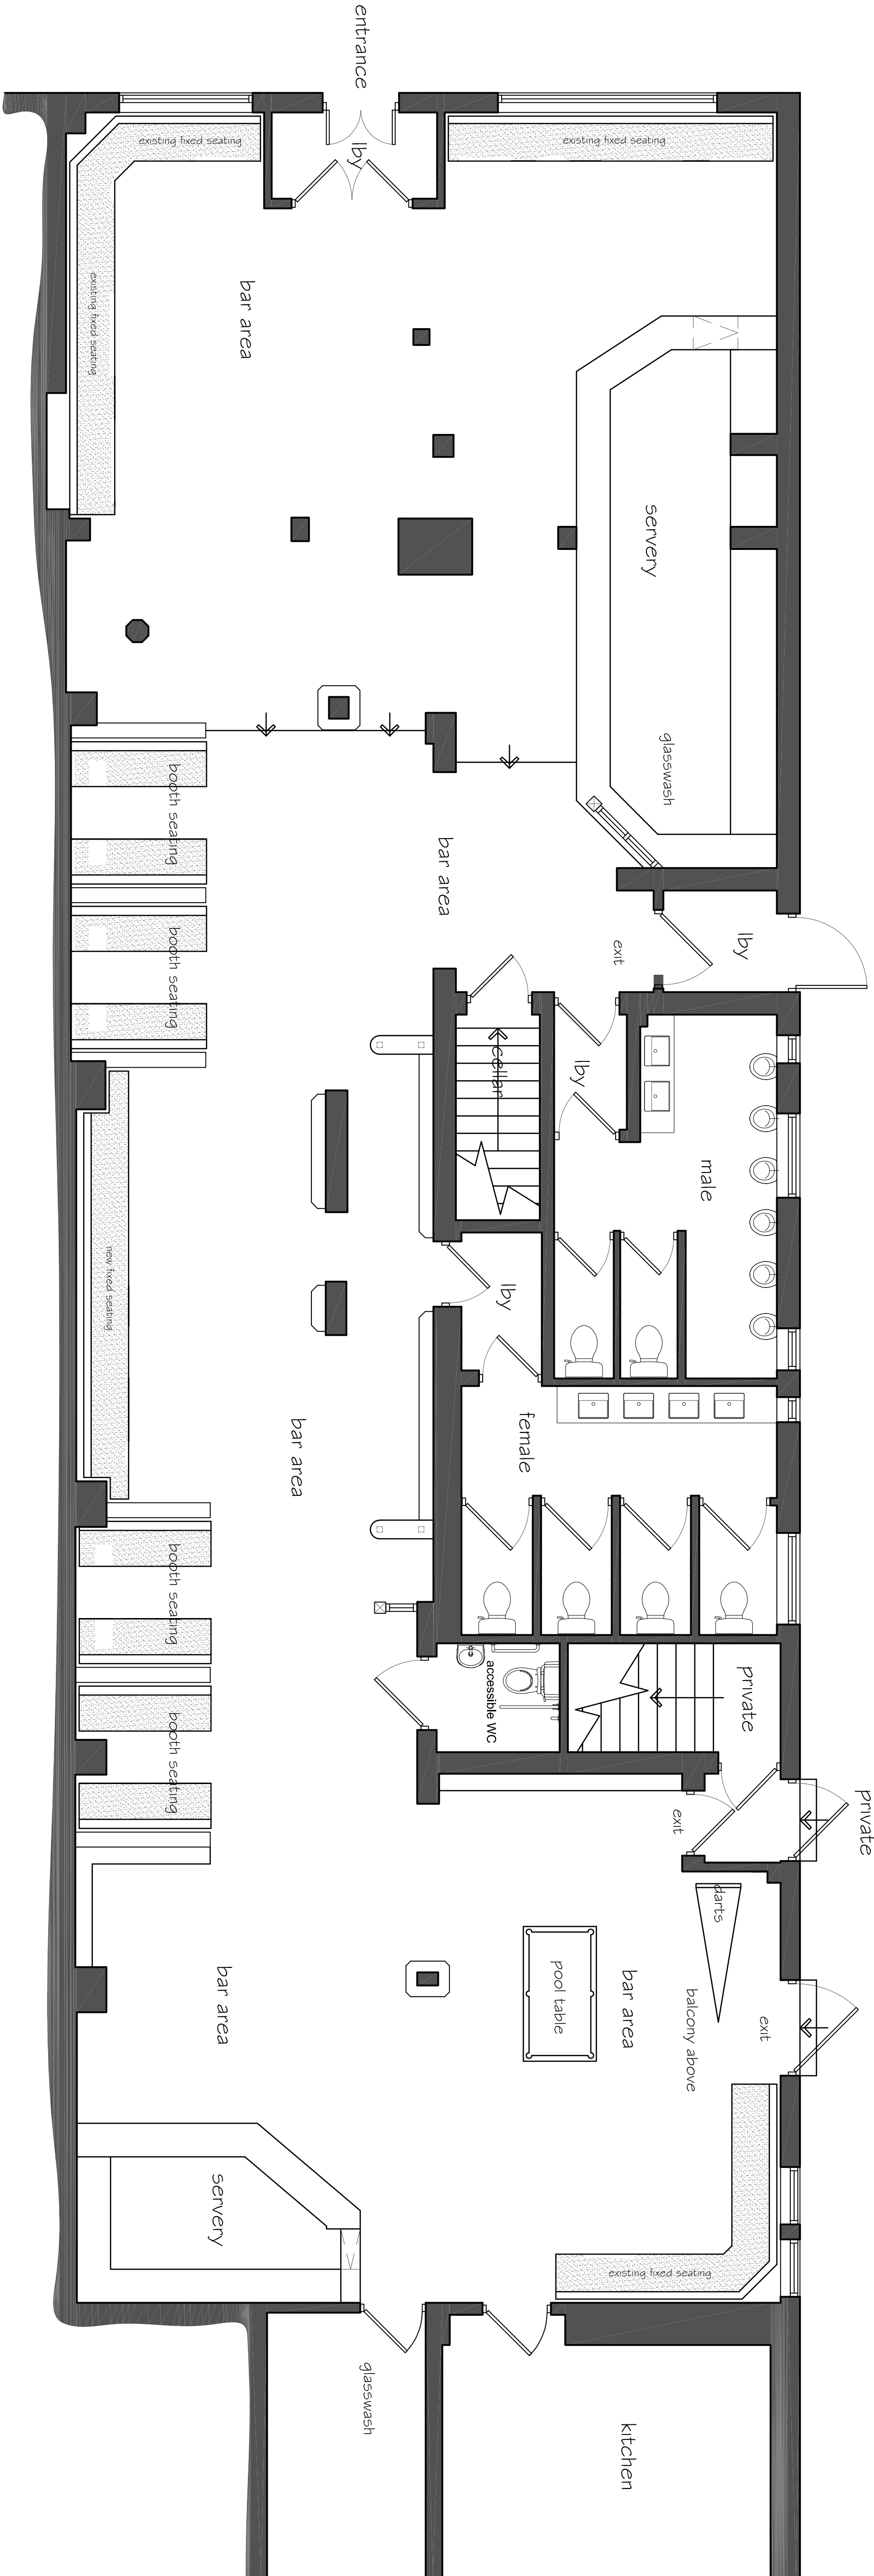 entrance
lby
existing fixed seating
existing fixed seating
existing fixed seating
bar area
servery
glasswash
booth seating
bar area
booth seating
exit
lby
cellar
lby
male
new fixed seating
lby
bar area
female
booth seating
accessible WC
private
booth seating
exit
private
darts
bar area
pool table
bar area
balcony above
exit
servery
existing fixed seating
glasswash
kitchen